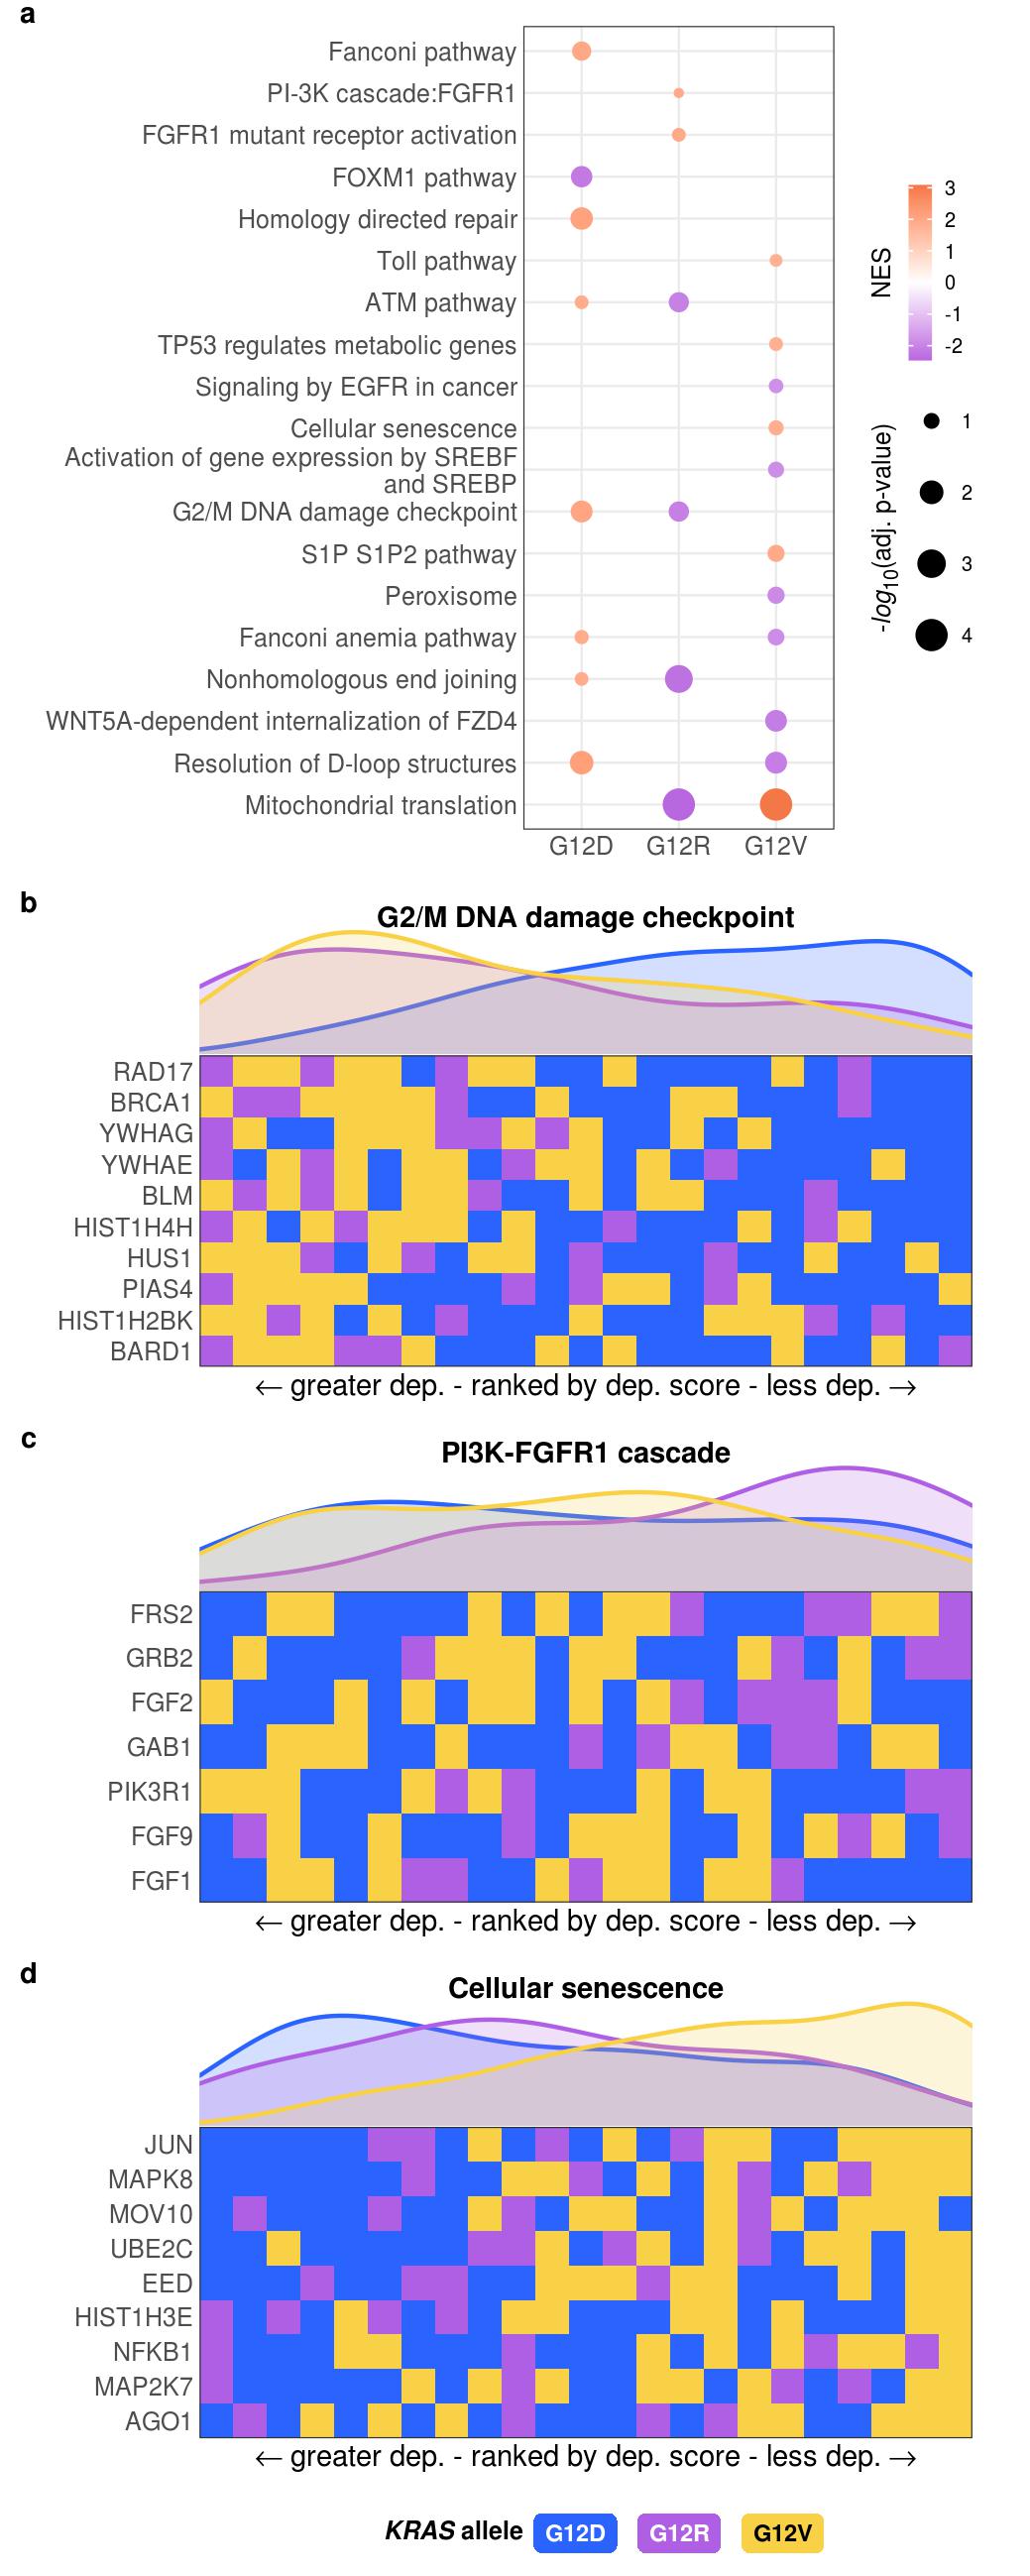 a
Fanconi pathway
PI-3K cascade:FGFR1
FGFR1 mutant receptor activation
FOXM1 pathway
Homology directed repair
Toll pathway
ATM pathway
TP53 regulates metabolic genes
Signaling by EGFR in cancer
Cellular senescence
Activation of gene expression by SREBF
and SREBP
G2/M DNA damage checkpoint
S1P S1P2 pathway
Peroxisome
Fanconi anemia pathway
Nonhomologous end joining
WNT5A-dependent internalization of FZD4
Resolution of D-loop structures
Mitochondrial translation
G12D G12R G12V
NES
3
2
1
0
-1
-2
-log10(adj. p-value)
1
2
3
4
b
G2/M DNA damage checkpoint
RAD17
BRCA1
YWHAG
YWHAE
BLM
HIST1H4H
HUS1
PIAS4
HIST1H2BK
BARD1
← greater dep. - ranked by dep. score - less dep. →
c
PI3K-FGFR1 cascade
FRS2
GRB2
FGF2
GAB1
PIK3R1
FGF9
FGF1
← greater dep. - ranked by dep. score - less dep. →
d
Cellular senescence
JUN
MAPK8
MOV10
UBE2C
EED
HIST1H3E
NFKB1
MAP2K7
AGO1
← greater dep. - ranked by dep. score - less dep. →
KRAS allele G12D G12R G12V